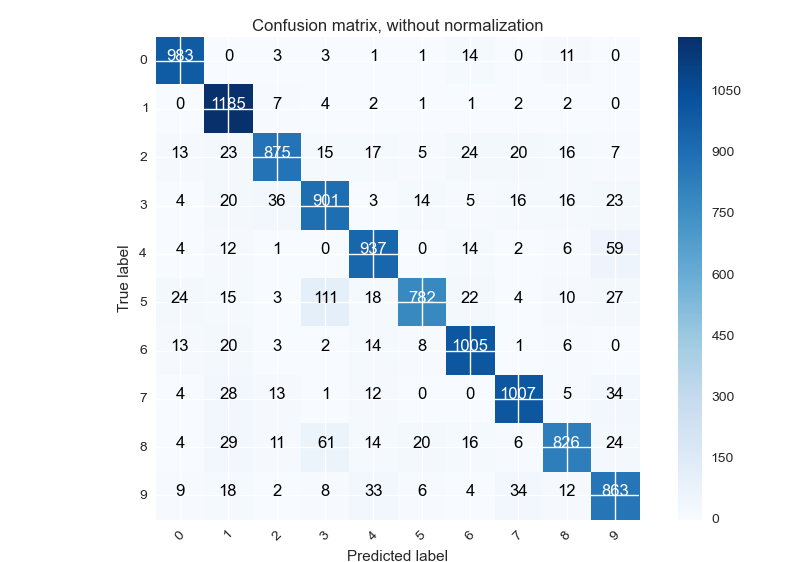 Confusion matrix, without normalization
0 983 0 3 3 1 1 14 0 11 0
1 0 1185 7 4 2 1 1 2 2 0
2 13 23 875 15 17 5 24 20 16 7
3 4 20 36 901 3 14 5 16 16 23
4 4 12 1 0 937 0 14 2 6 59
5 24 15 3 111 18 782 22 4 10 27
6 13 20 3 2 14 8 1005 1 6 0
7 4 28 13 1 12 0 0 1007 5 34
8 4 29 11 61 14 20 16 6 826 24
9 9 18 2 8 33 6 4 34 12 863
0 1 2 3 4 5 6 7 8 9
True label
Predicted label
1050
900
750
600
450
300
150
0